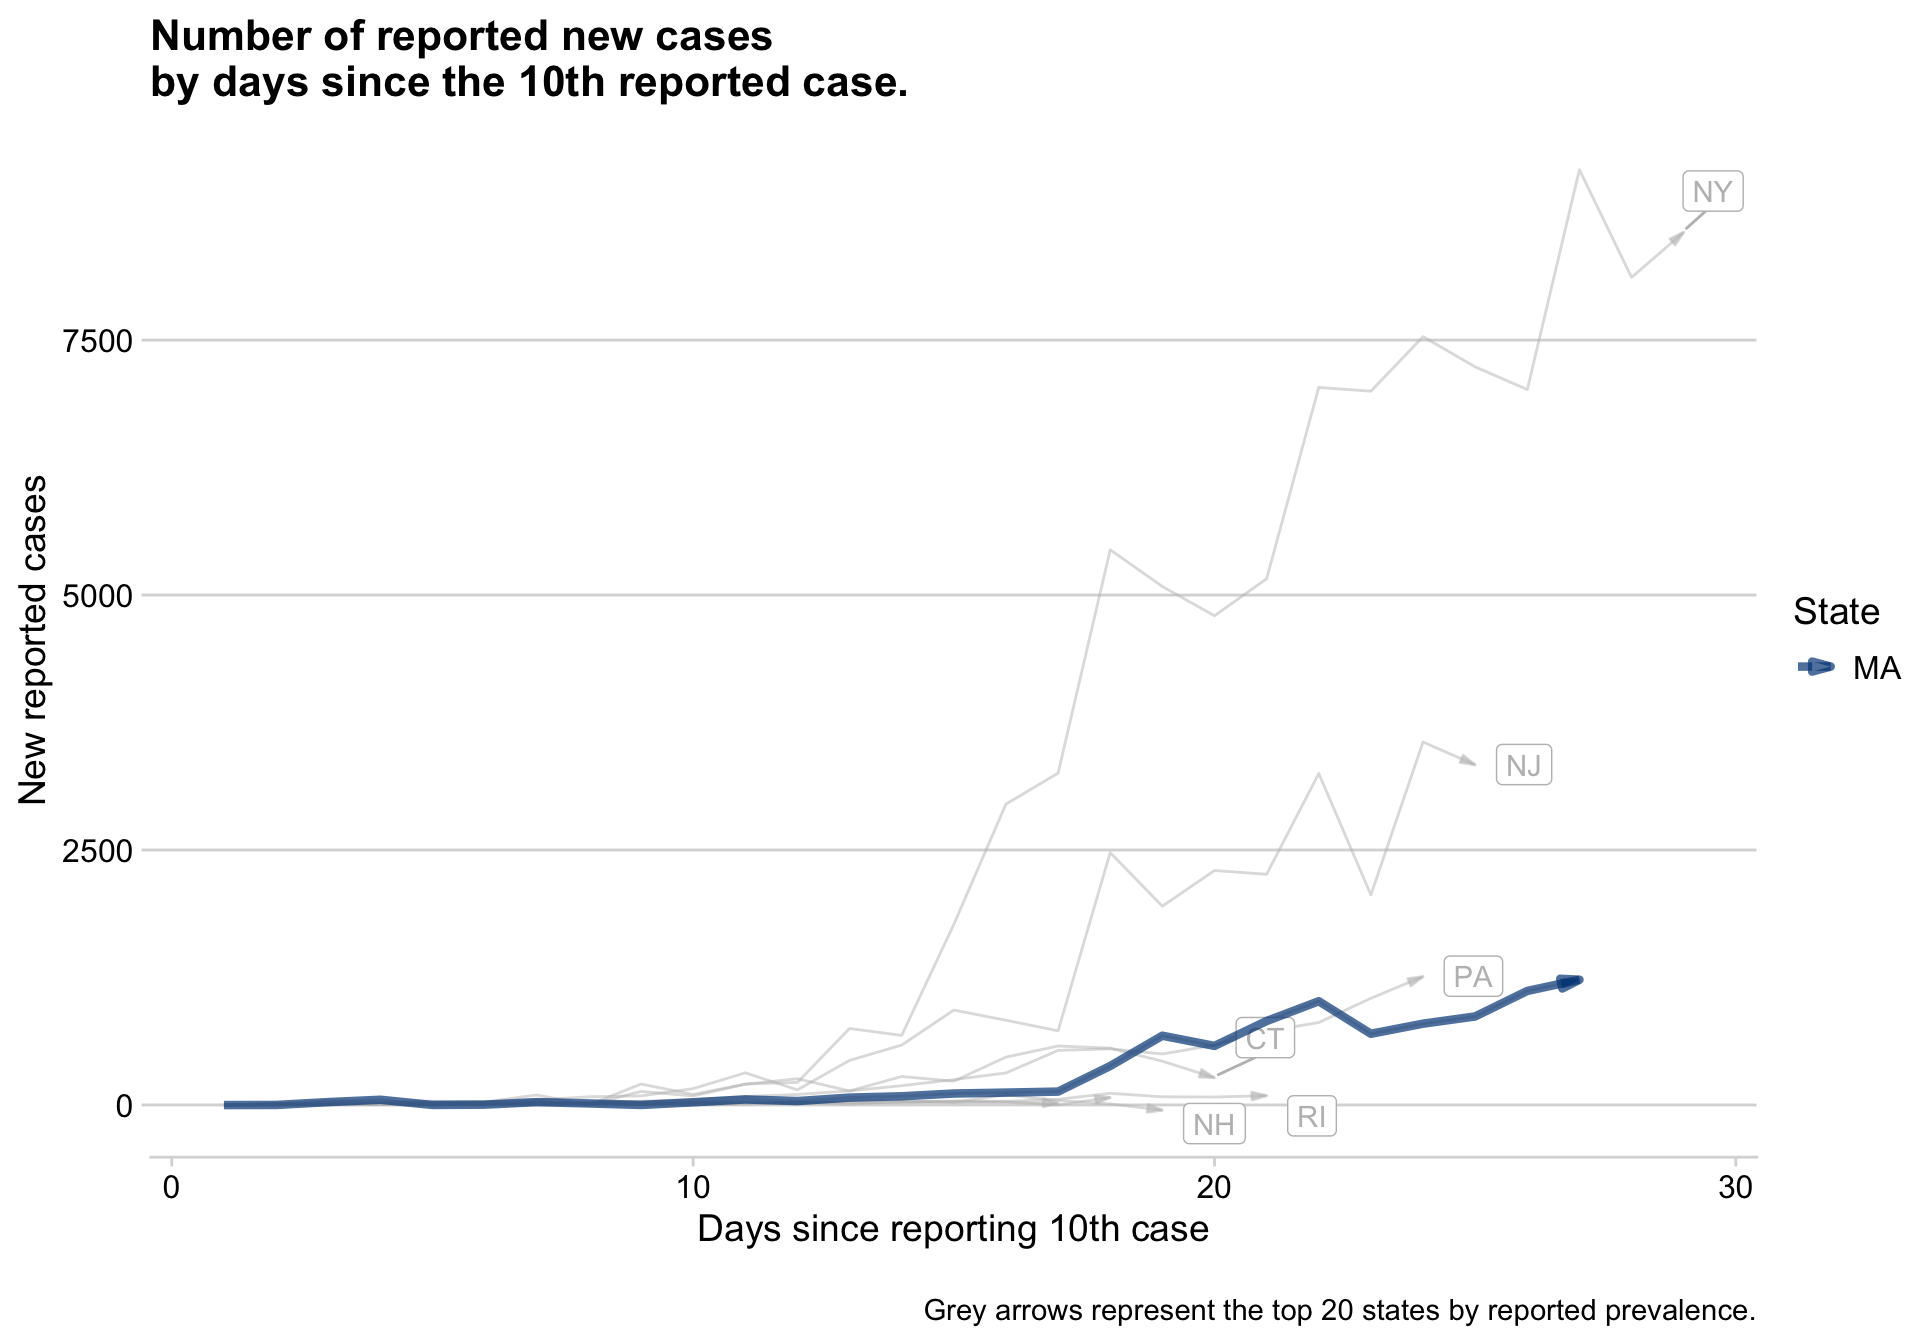 Number of reported new cases
by days since the 10th reported case.
NY
7500
New reported cases
5000
State
MA
NJ
2500
PA
CT
0
NH
RI
0
10
20
30
Days since reporting 10th case
Grey arrows represent the top 20 states by reported prevalence.